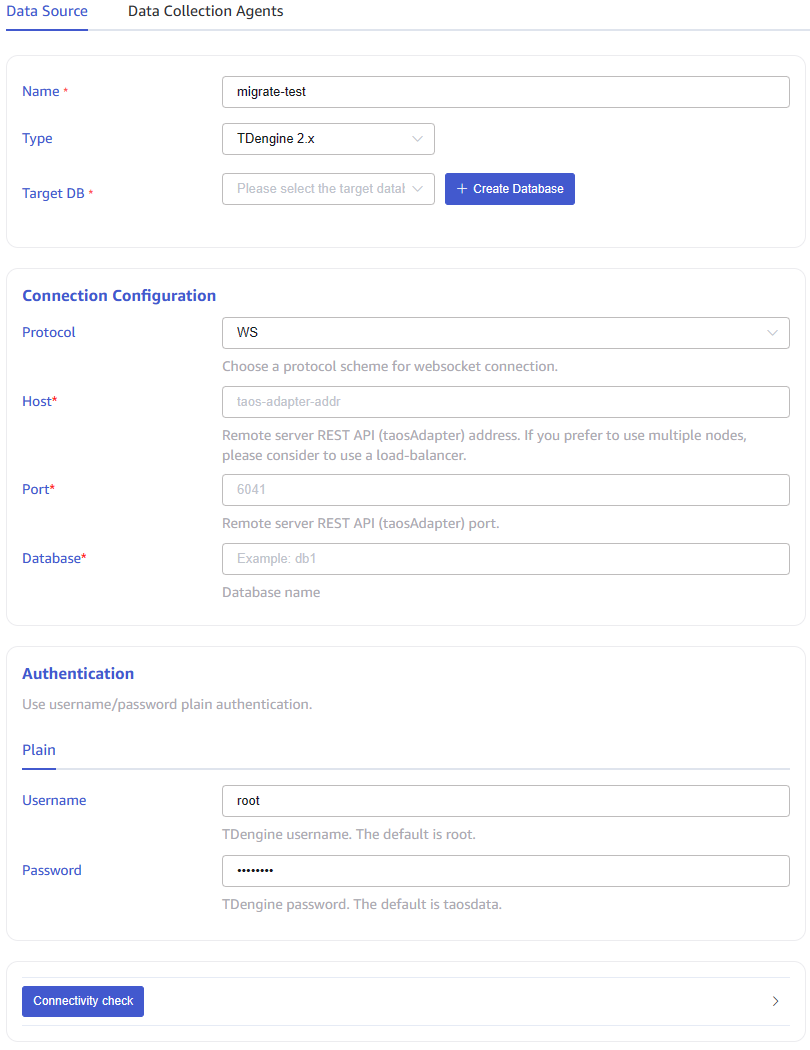 Data Source Data Collection Agents
Name * migrate-test
Type TDengine 2.x
Target DB * Please select the target datal + Create Database
Connection Configuration
Protocol WS
Choose a protocol scheme for websocket connection.
Host* taos-adapter-addr
Remote server REST API (taosAdapter) address. If you prefer to use multiple nodes,
please consider to use a load-balancer.
Port* 6041
Remote server REST API (taosAdapter) port.
Database* Example: db1
Database name
Authentication
Use username/password plain authentication.
Plain
Username root
TDengine username. The default is root.
Password ••••••••
TDengine password. The default is taosdata.
Connectivity check